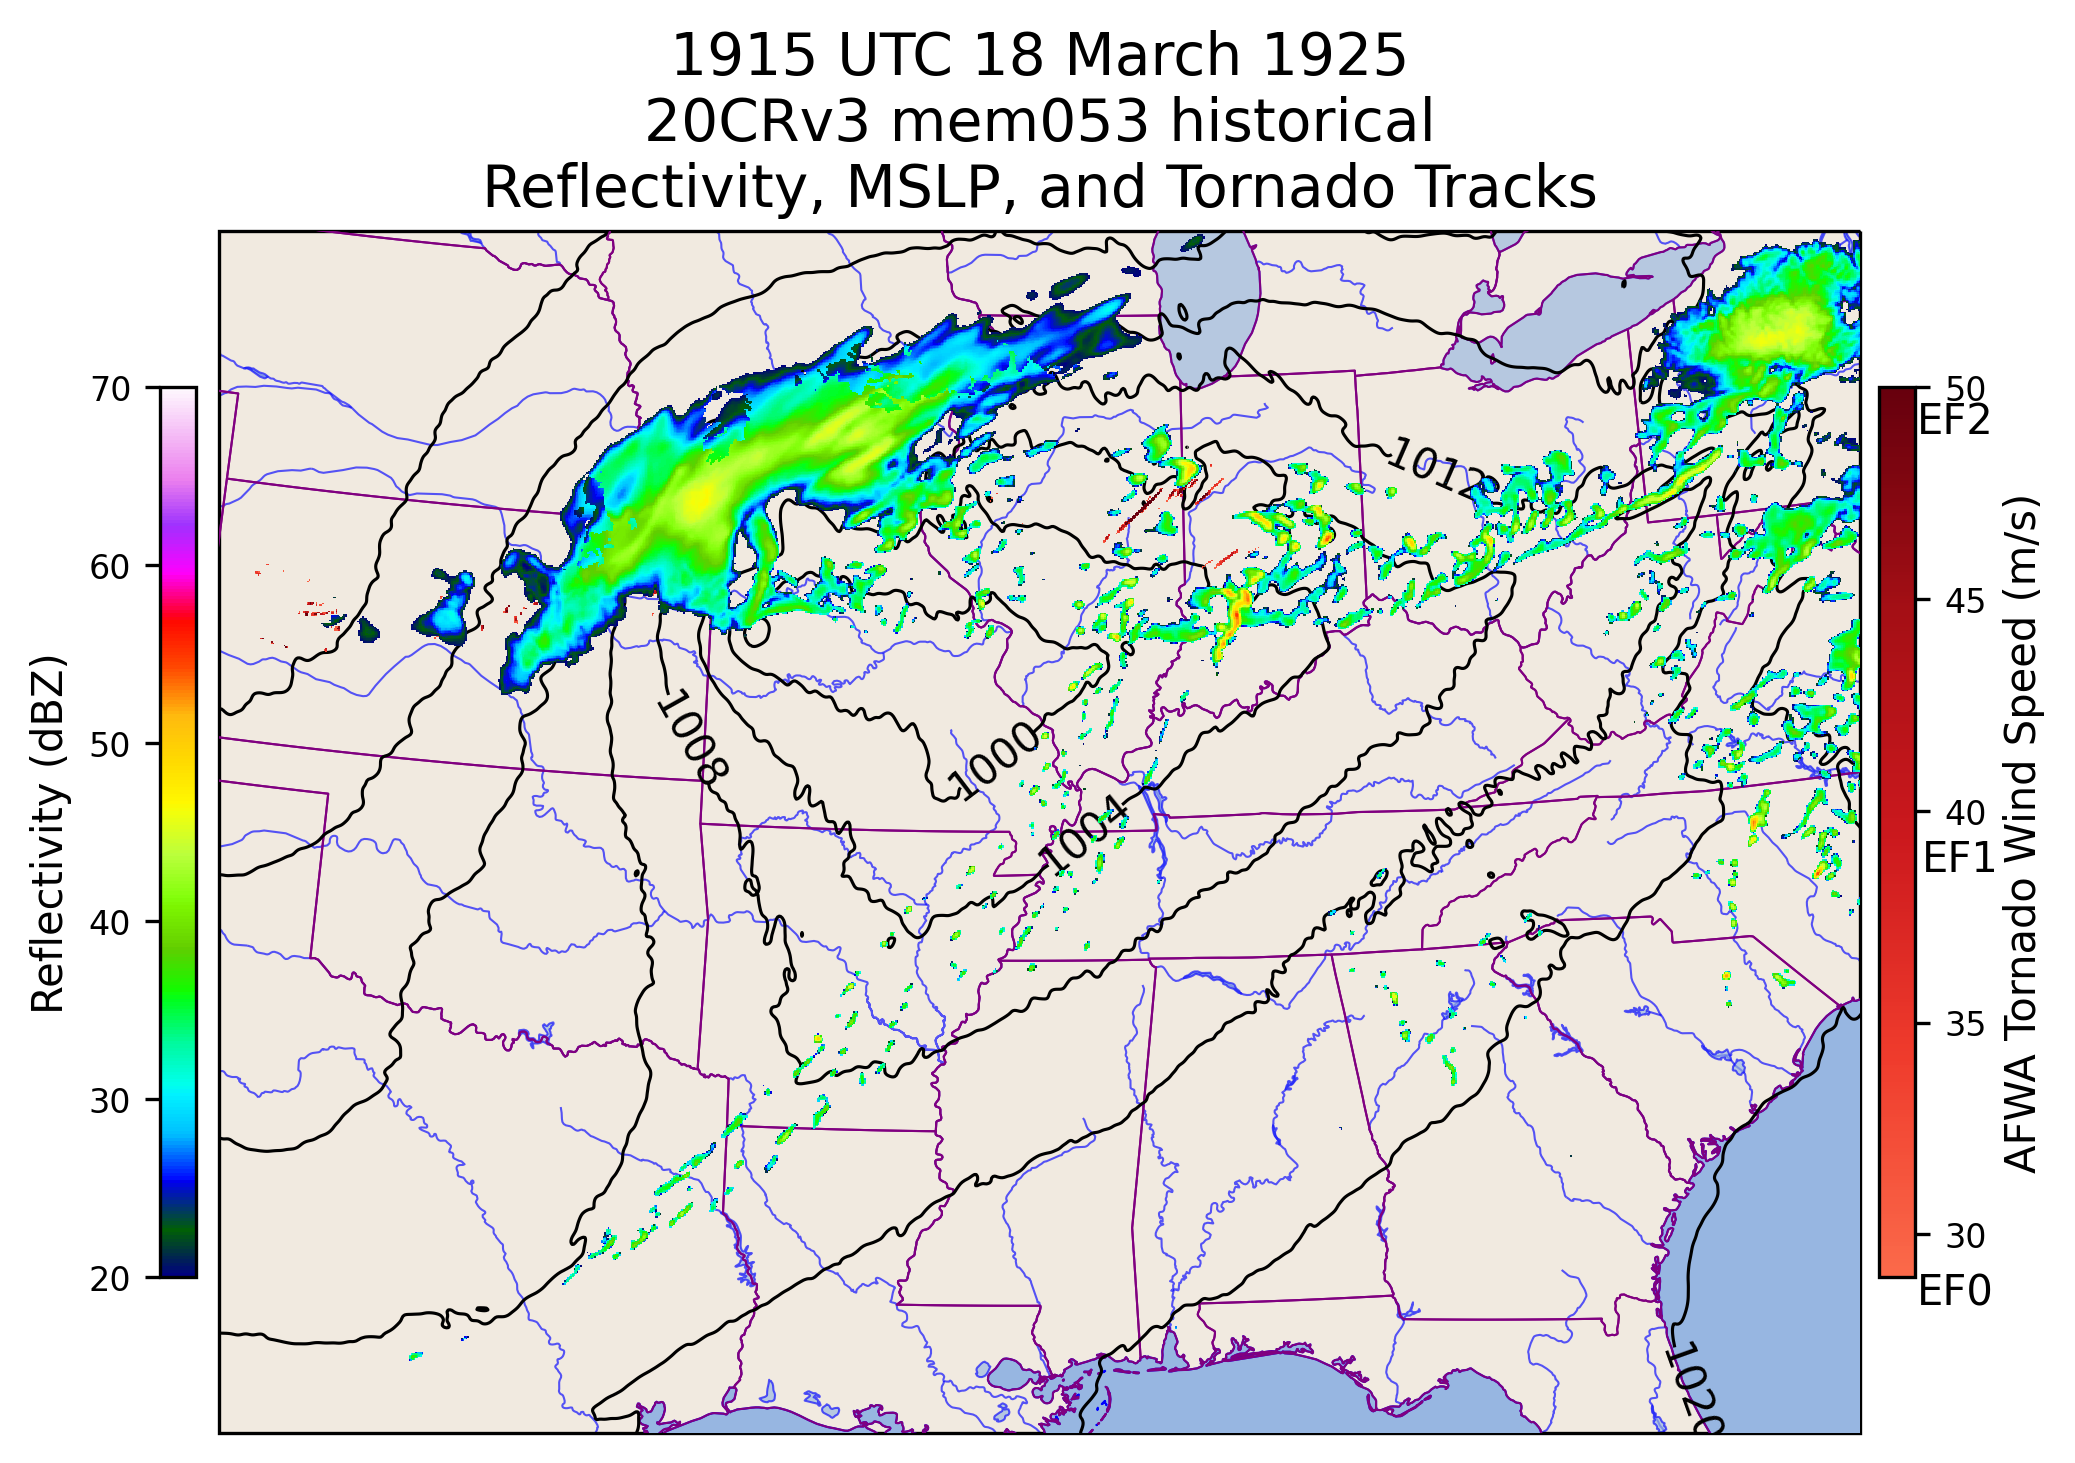 1915 UTC 18 March 1925
20CRv3 mem053 historical
Reflectivity, MSLP, and Tornado Tracks
Reflectivity (dBZ)
70
60
50
40
30
20
1012
1008
1000
1004
1020
50
EF2
45
40
EF1
35
30
EF0
AFWA Tornado Wind Speed (m/s)